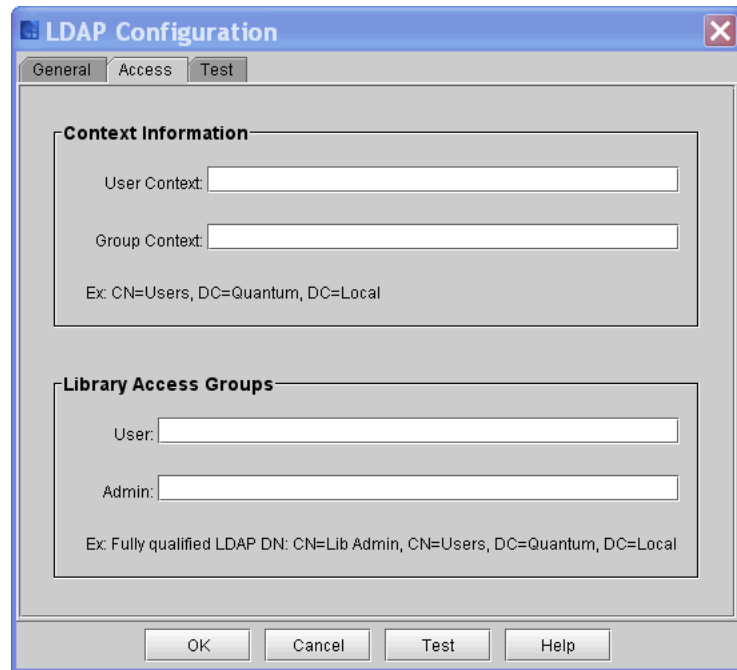 LDAP Configuration
General Access Test
Context Information
User Context:
Group Context:
Ex: CN=Users, DC=Quantum, DC=Local
Library Access Groups
User:
Admin:
Ex: Fully qualified LDAP DN: CN=Lib Admin, CN=Users, DC=Quantum, DC=Local
OK Cancel Test Help